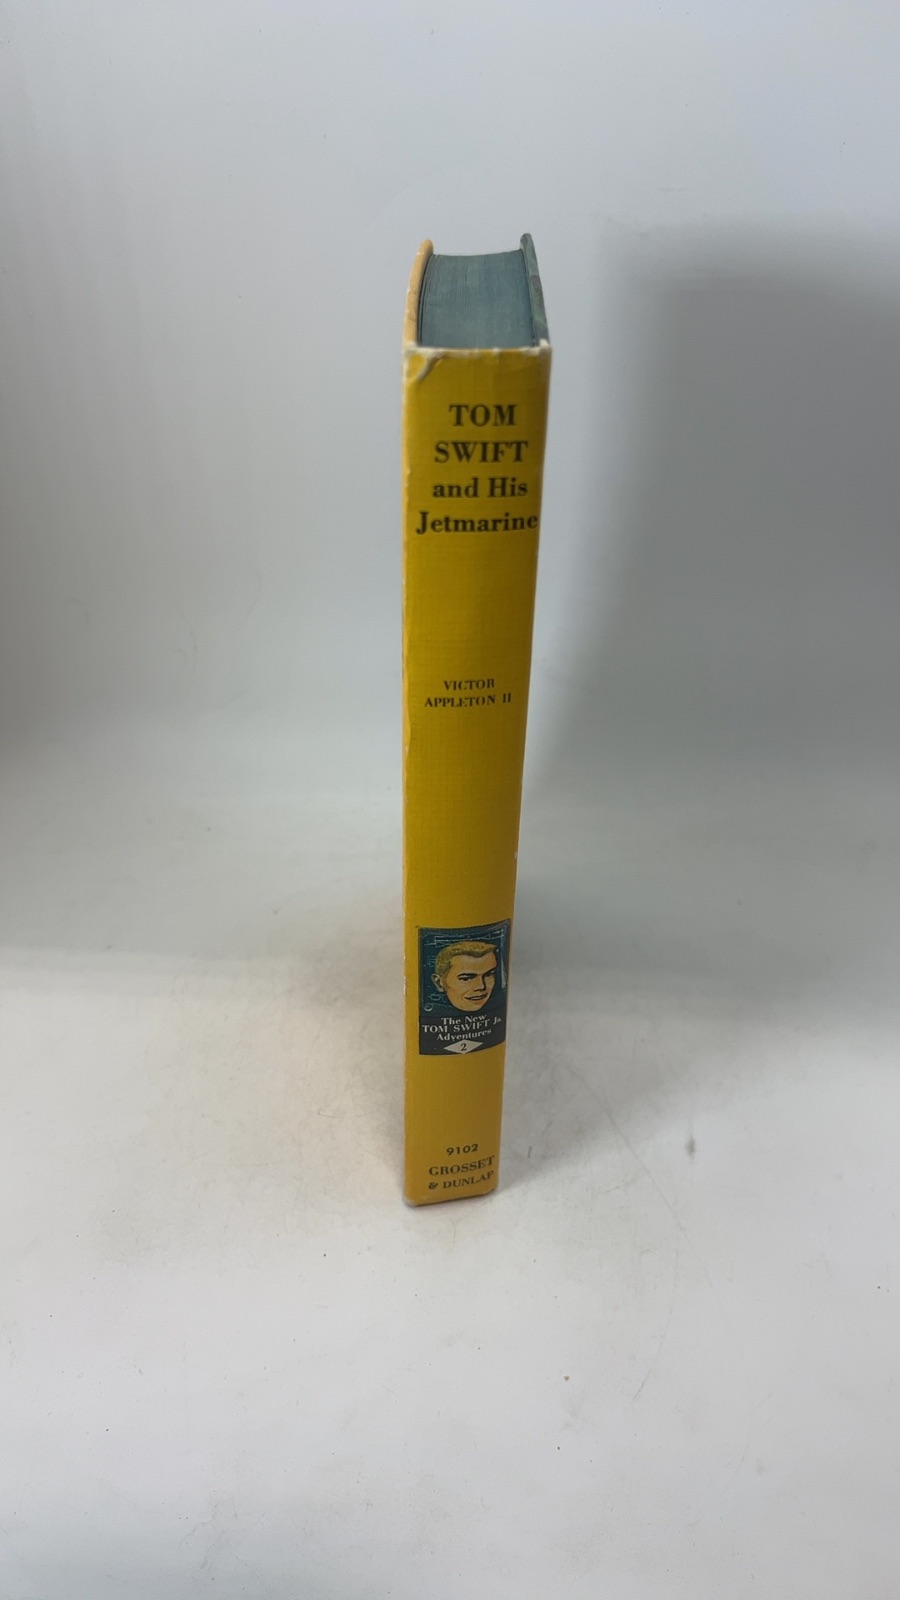 TOM
SWIFT
and His
Jetmarine
VICTOR
APPLETON II
The New
TOM SWIFT Jr.
Adventures
2
9102
GROSSET
& DUNLAP